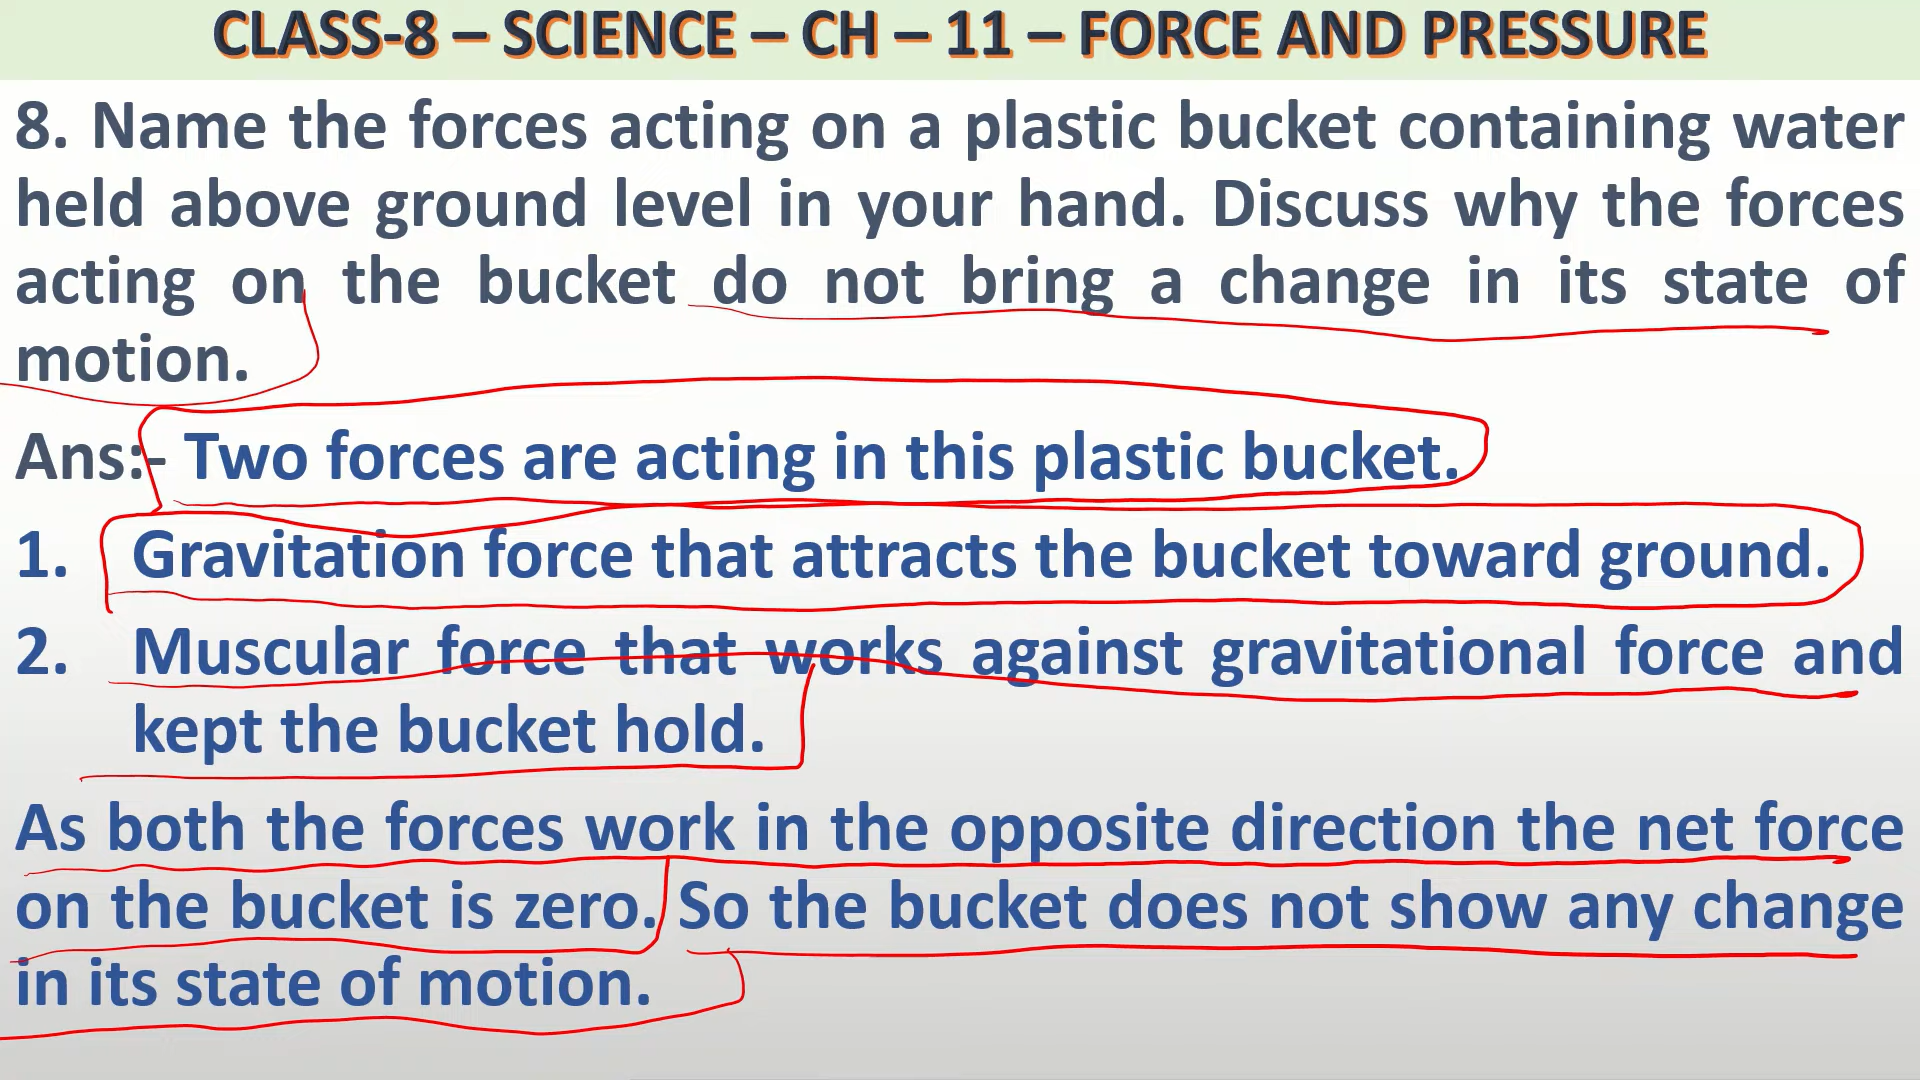 CLASS-8 – SCIENCE – CH – 11 – FORCE AND PRESSURE
8. Name the forces acting on a plastic bucket containing water
held above ground level in your hand. Discuss why the forces
acting on the bucket do not bring a change in its state of
motion.
Ans:- Two forces are acting in this plastic bucket.
1. Gravitation force that attracts the bucket toward ground.
2. Muscular force that works against gravitational force and
kept the bucket hold.
As both the forces work in the opposite direction the net force
on the bucket is zero. So the bucket does not show any change
in its state of motion.